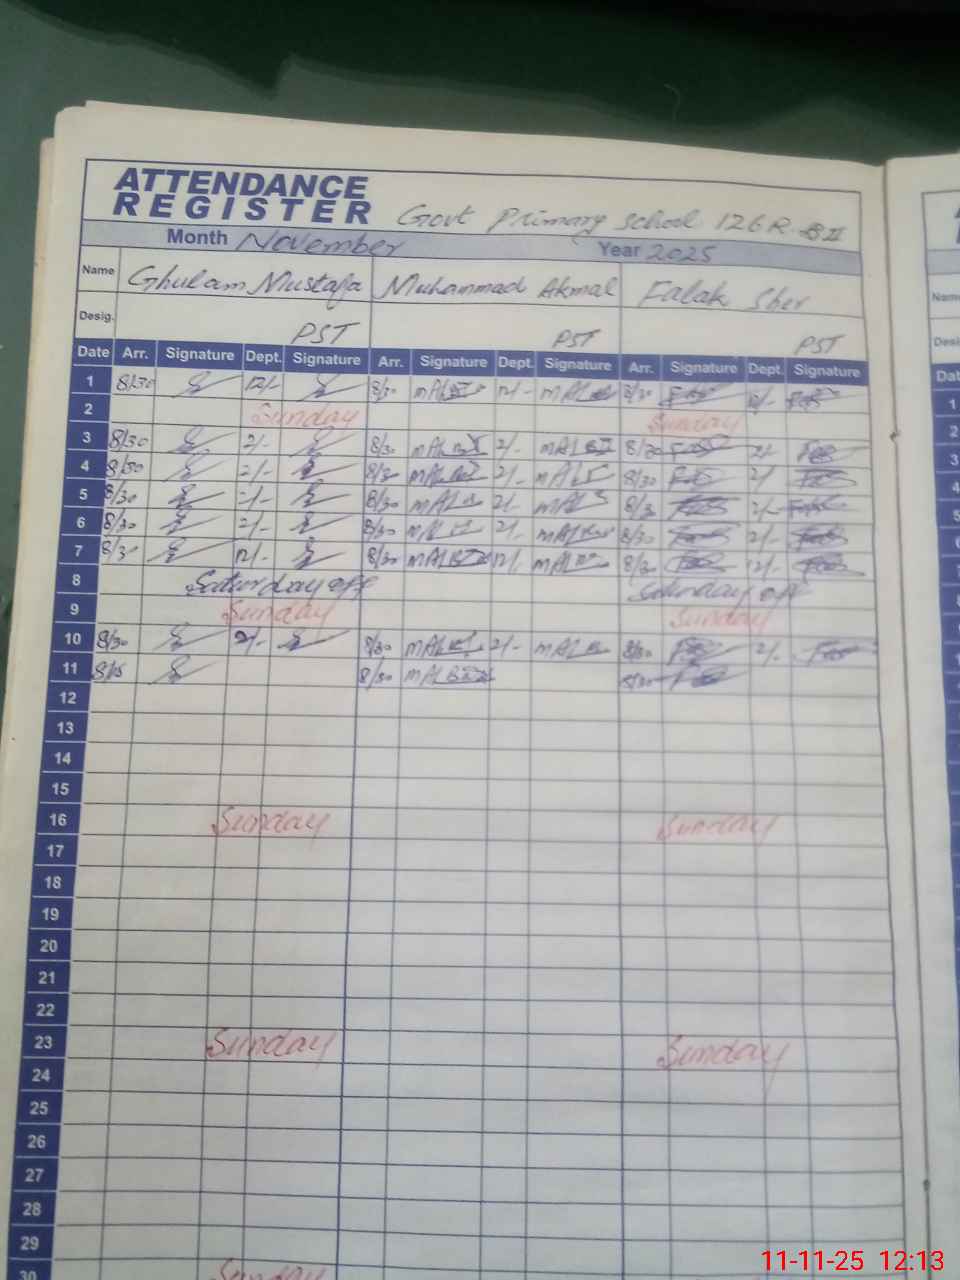 ATTENDANCE
REGISTER Govt Primary School 126 R.B II
Month November Year 2025
Name Ghulam Mustafa Muhammad Akmal Falak Sher
Name
Desig. PST PST PST
Date Arr. Signature Dept. Signature Arr. Signature Dept. Signature Arr. Signature Dept. Signature
1 8/30 12/- 8/30 12/- 8/30
2 Sunday Sunday
3 8/30 2/- 8/30 2/- 8/30 2/-
4 8/30 2/- 8/30 2/- 8/30 2/-
5 8/30 2/- 8/30 2/- 8/30 2/-
6 8/30 2/- 8/30 2/- 8/30 2/-
7 8/30 12/- 8/30 12/- 8/30 12/-
8 Saturday off Saturday off
9 Sunday Sunday
10 8/30 2/- 8/30 2/- 8/30 2/-
11 8/15 8/30 8/30
12
13
14
15
16 Sunday Sunday
17
18
19
20
21
22
23 Sunday Sunday
24
25
26
27
28
29
30 Sunday
11-11-25 12:13